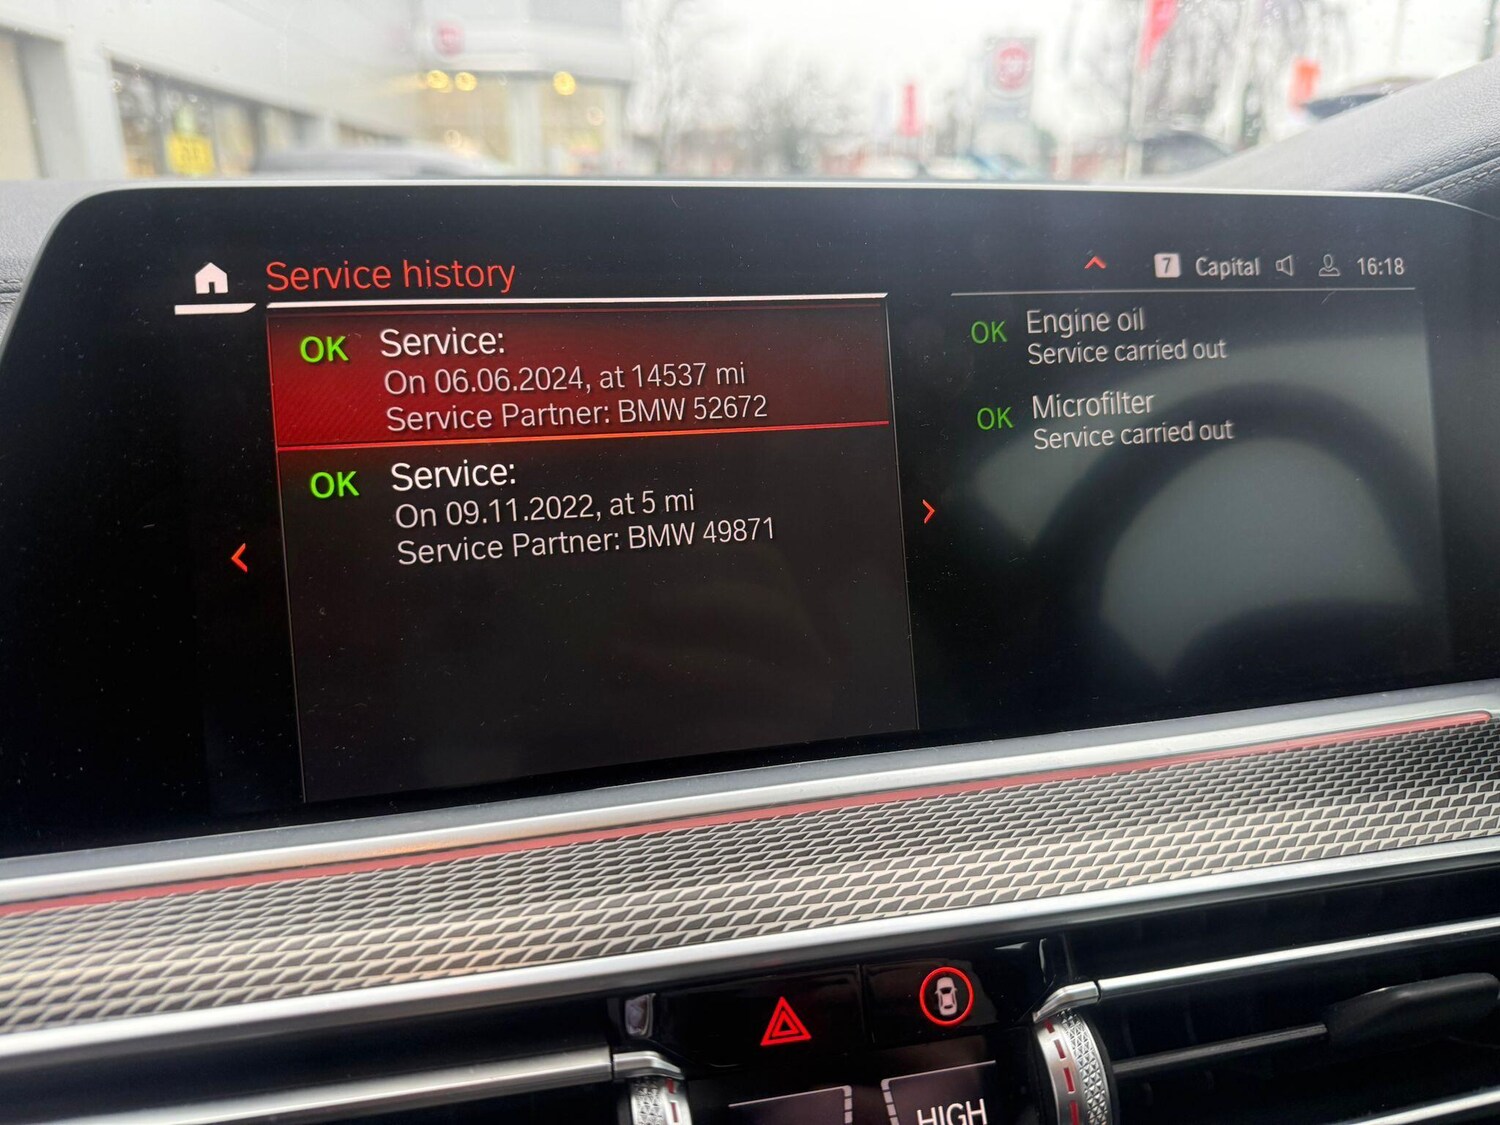 Service history
7 Capital 16:18
OK Service:
On 06.06.2024, at 14537 mi
Service Partner: BMW 52672
OK Service:
On 09.11.2022, at 5 mi
Service Partner: BMW 49871
OK Engine oil
Service carried out
OK Microfilter
Service carried out
HIGH